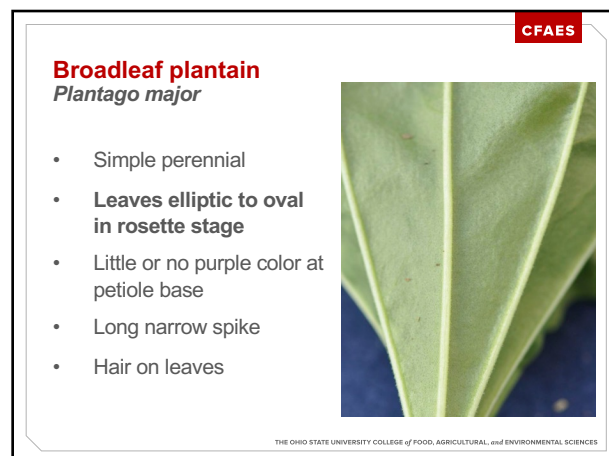 CFAES
Broadleaf plantain
Plantago major
• Simple perennial
• Leaves elliptic to oval
in rosette stage
• Little or no purple color at
petiole base
• Long narrow spike
• Hair on leaves
THE OHIO STATE UNIVERSITY COLLEGE of FOOD, AGRICULTURAL, and ENVIRONMENTAL SCIENCES